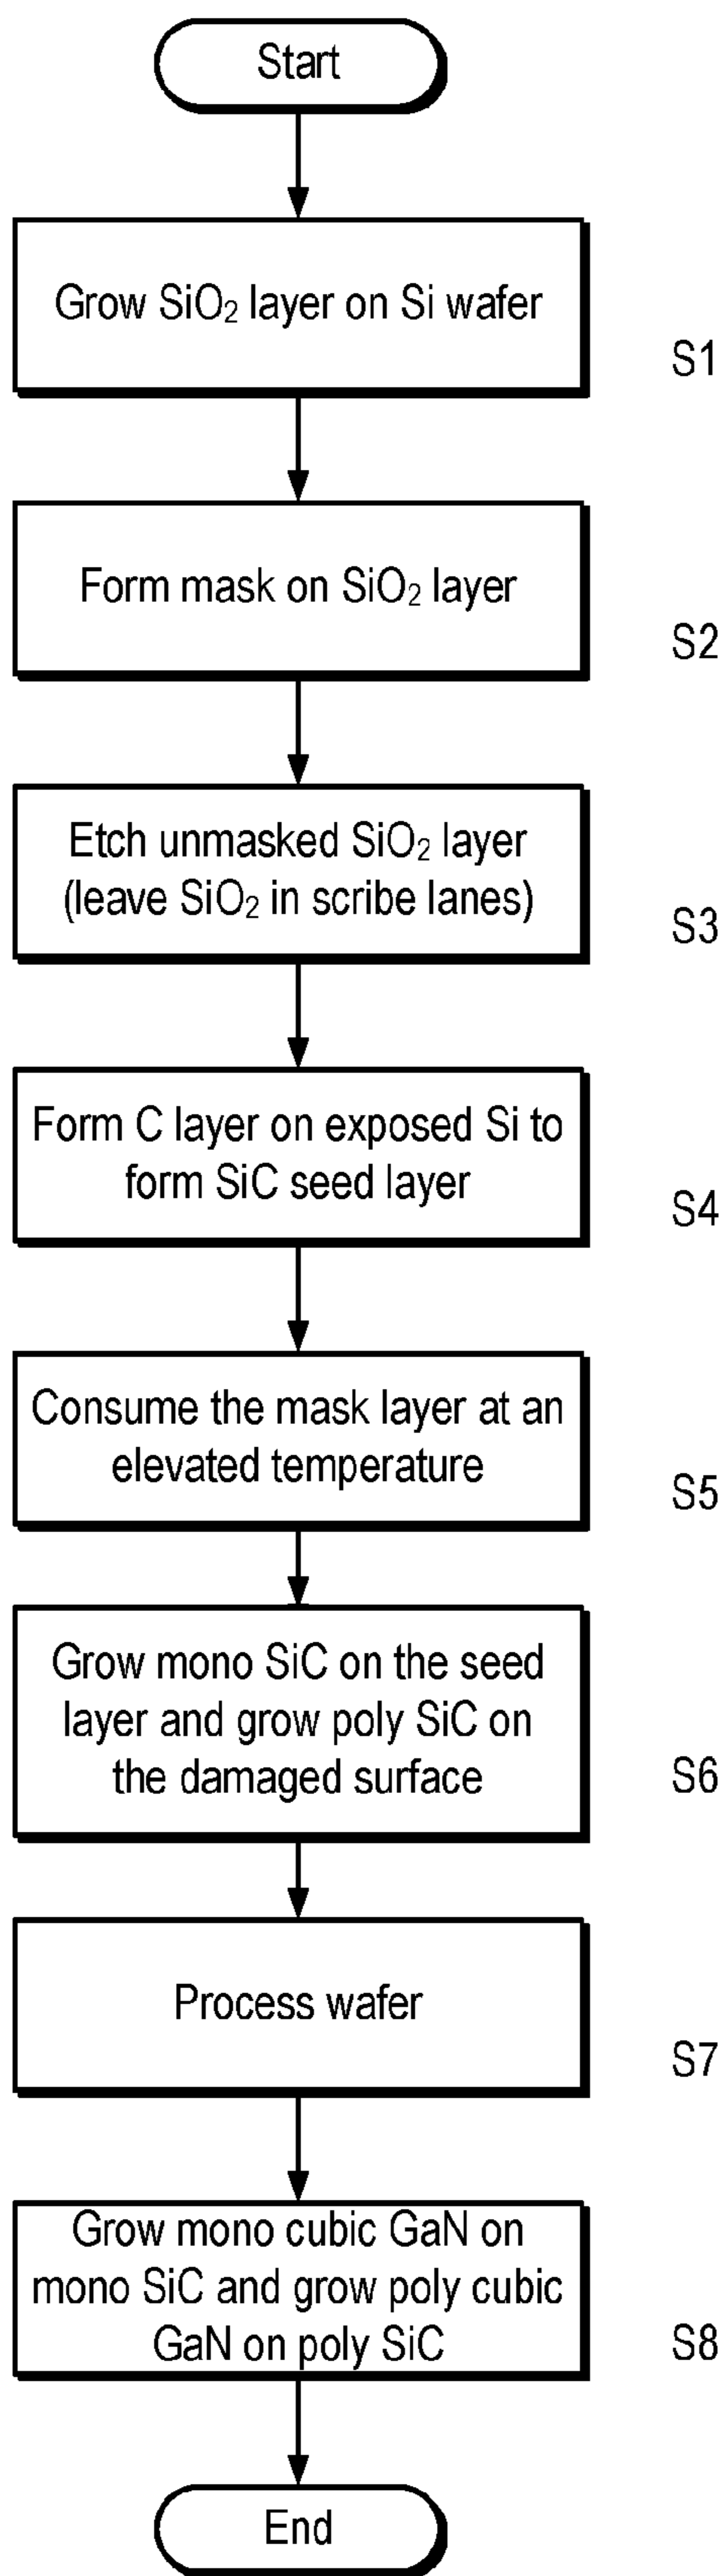 Start
Grow SiO₂ layer on Si wafer
S1
Form mask on SiO₂ layer
S2
Etch unmasked SiO₂ layer
(leave SiO₂ in scribe lanes)
S3
Form C layer on exposed Si to
form SiC seed layer
S4
Consume the mask layer at an
elevated temperature
S5
Grow mono SiC on the seed
layer and grow poly SiC on
the damaged surface
S6
Process wafer
S7
Grow mono cubic GaN on
mono SiC and grow poly cubic
GaN on poly SiC
S8
End